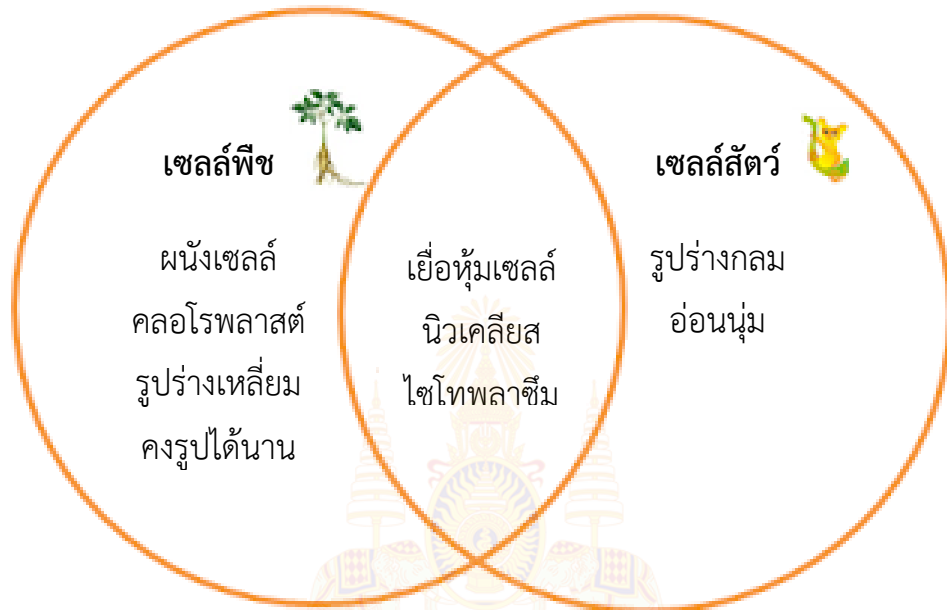 เซลล์พืช
ผนังเซลล์
คลอโรพลาสต์
รูปร่างเหลี่ยม
คงรูปได้นาน
เยื่อหุ้มเซลล์
นิวเคลียส
ไซโทพลาซึม
เซลล์สัตว์
รูปร่างกลม
อ่อนนุ่ม